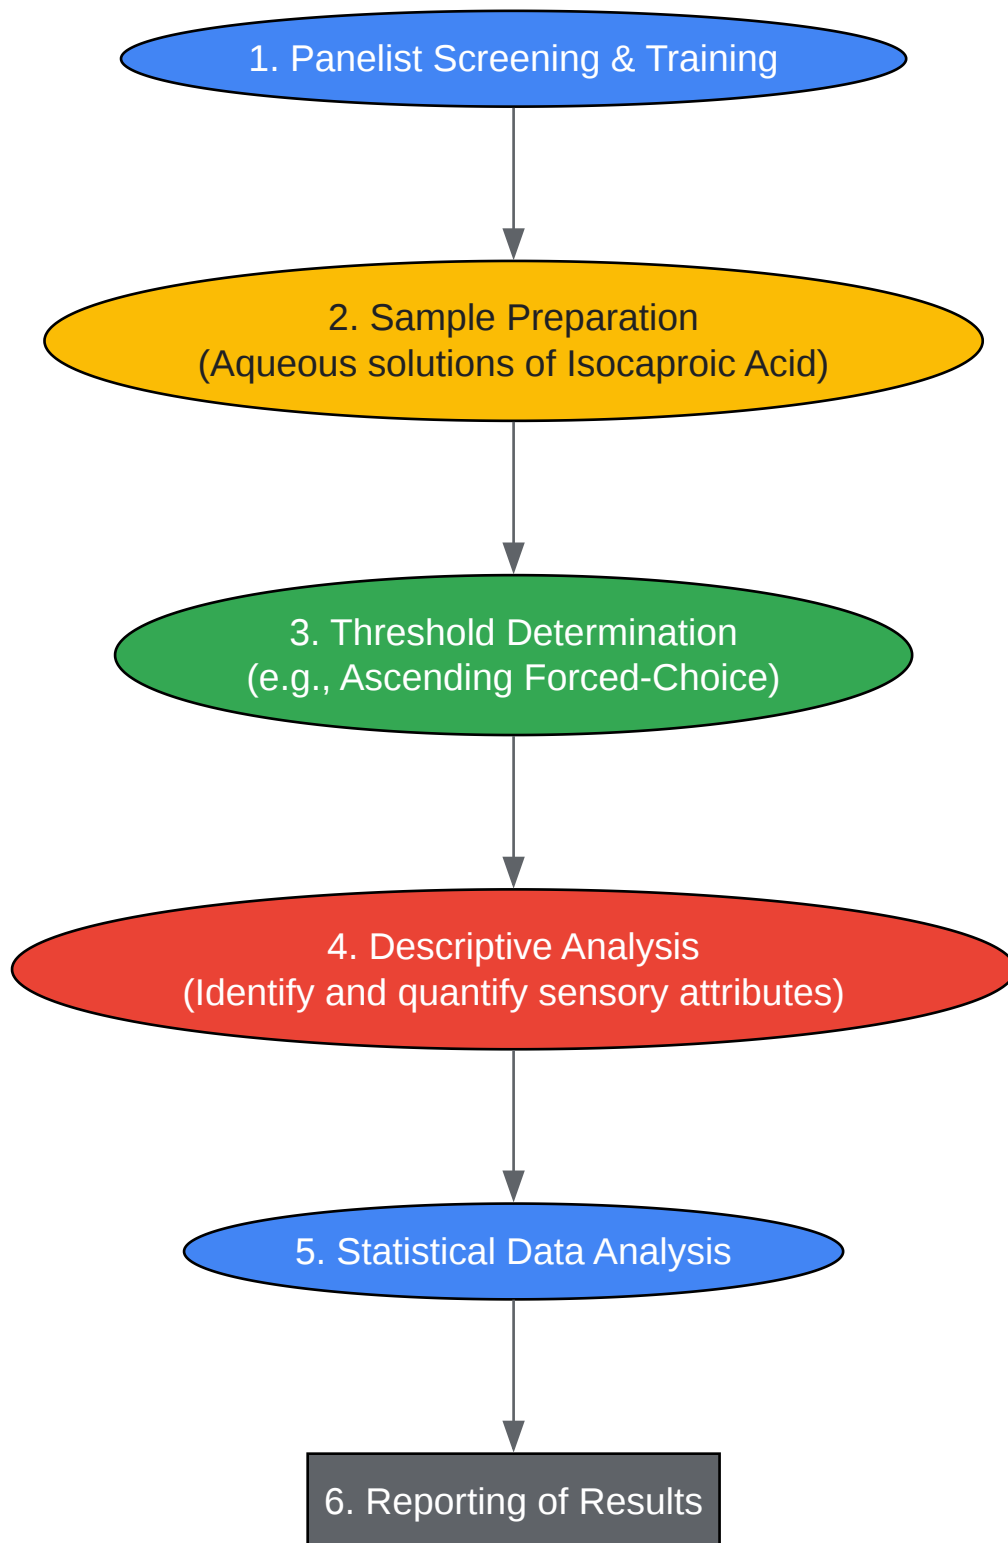 1. Panelist Screening & Training
2. Sample Preparation
(Aqueous solutions of Isocaproic Acid)
3. Threshold Determination
(e.g., Ascending Forced-Choice)
4. Descriptive Analysis
(Identify and quantify sensory attributes)
5. Statistical Data Analysis
6. Reporting of Results